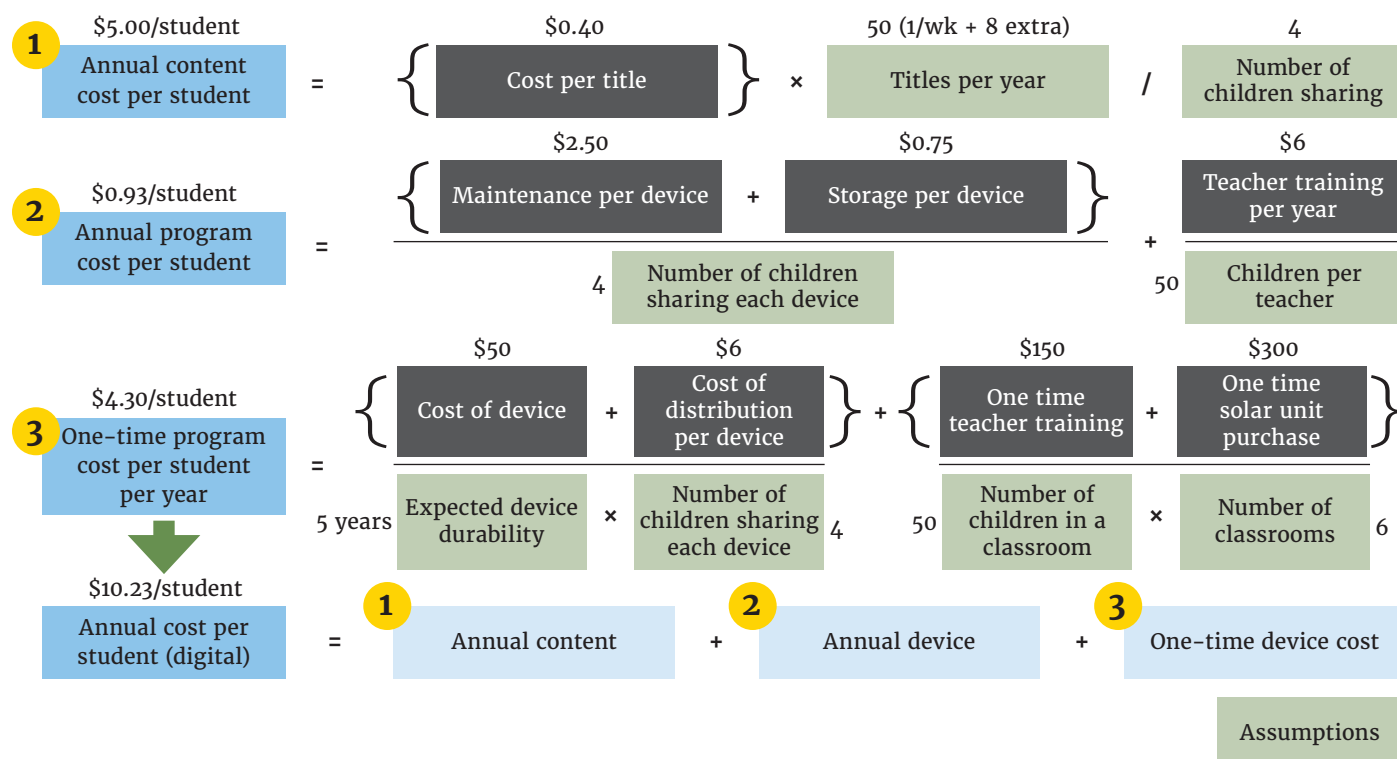 $5.00/student
1
Annual content
cost per student
=
{
$0.40
Cost per title
}
×
50 (1/wk + 8 extra)
Titles per year
/
4
Number of
children sharing
$0.93/student
2
Annual program
cost per student
=
{
$2.50
Maintenance per device
+
$0.75
Storage per device
}
4
Number of children
sharing each device
+
$6
Teacher training
per year
50
Children per
teacher
$4.30/student
3
One-time program
cost per student
per year
=
{
$50
Cost of device
+
$6
Cost of
distribution
per device
}
5 years
Expected device
durability
×
Number of
children sharing
each device
4
+
{
$150
One time
teacher training
+
$300
One time
solar unit
purchase
}
50
Number of
children in a
classroom
×
Number of
classrooms
6
$10.23/student
Annual cost per
student (digital)
=
1
Annual content
+
2
Annual device
+
3
One-time device cost
Assumptions